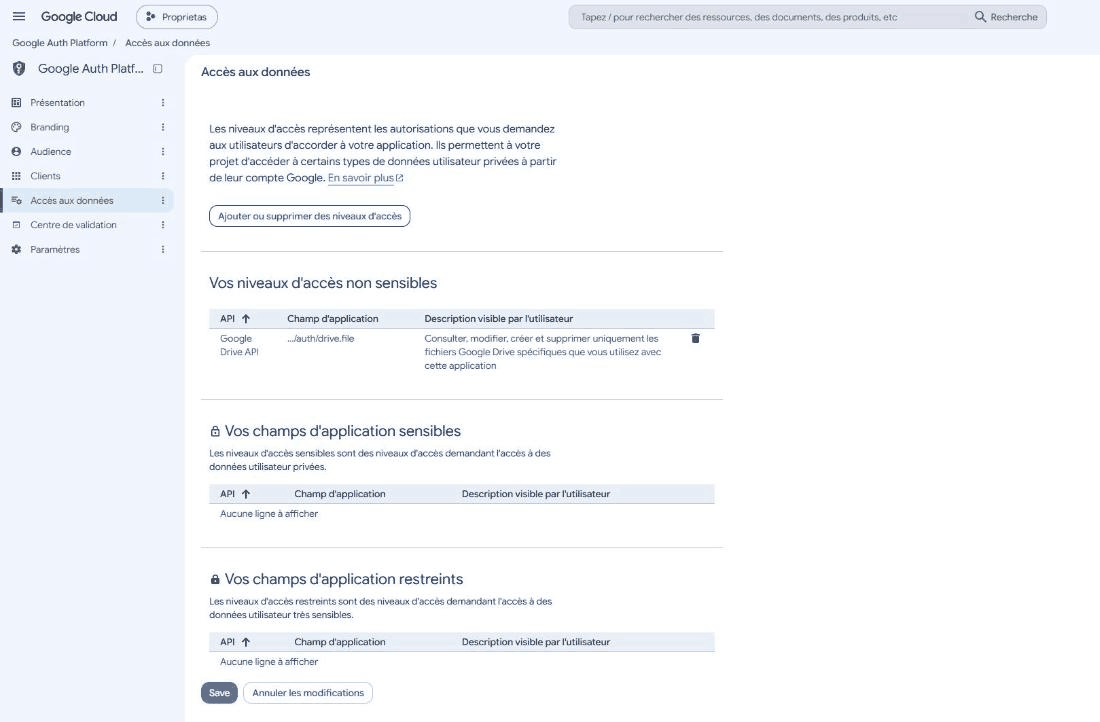 Google Cloud
Proprietas
Tapez / pour rechercher des ressources, des documents, des produits, etc
Recherche
Google Auth Platform / Accès aux données
Google Auth Platf...
Présentation
Branding
Audience
Clients
Accès aux données
Centre de validation
Paramètres
Accès aux données
Les niveaux d'accès représentent les autorisations que vous demandez
aux utilisateurs d'accorder à votre application. Ils permettent à votre
projet d'accéder à certains types de données utilisateur privées à partir
de leur compte Google. En savoir plus
Ajouter ou supprimer des niveaux d'accès
Vos niveaux d'accès non sensibles
API Champ d'application Description visible par l'utilisateur
Google Drive API .../auth/drive.file Consulter, modifier, créer et supprimer uniquement les
fichiers Google Drive spécifiques que vous utilisez avec
cette application
Vos champs d'application sensibles
Les niveaux d'accès sensibles sont des niveaux d'accès demandant l'accès à des
données utilisateur privées.
API Champ d'application Description visible par l'utilisateur
Aucune ligne à afficher
Vos champs d'application restreints
Les niveaux d'accès restreints sont des niveaux d'accès demandant l'accès à des
données utilisateur très sensibles.
API Champ d'application Description visible par l'utilisateur
Aucune ligne à afficher
Save
Annuler les modifications